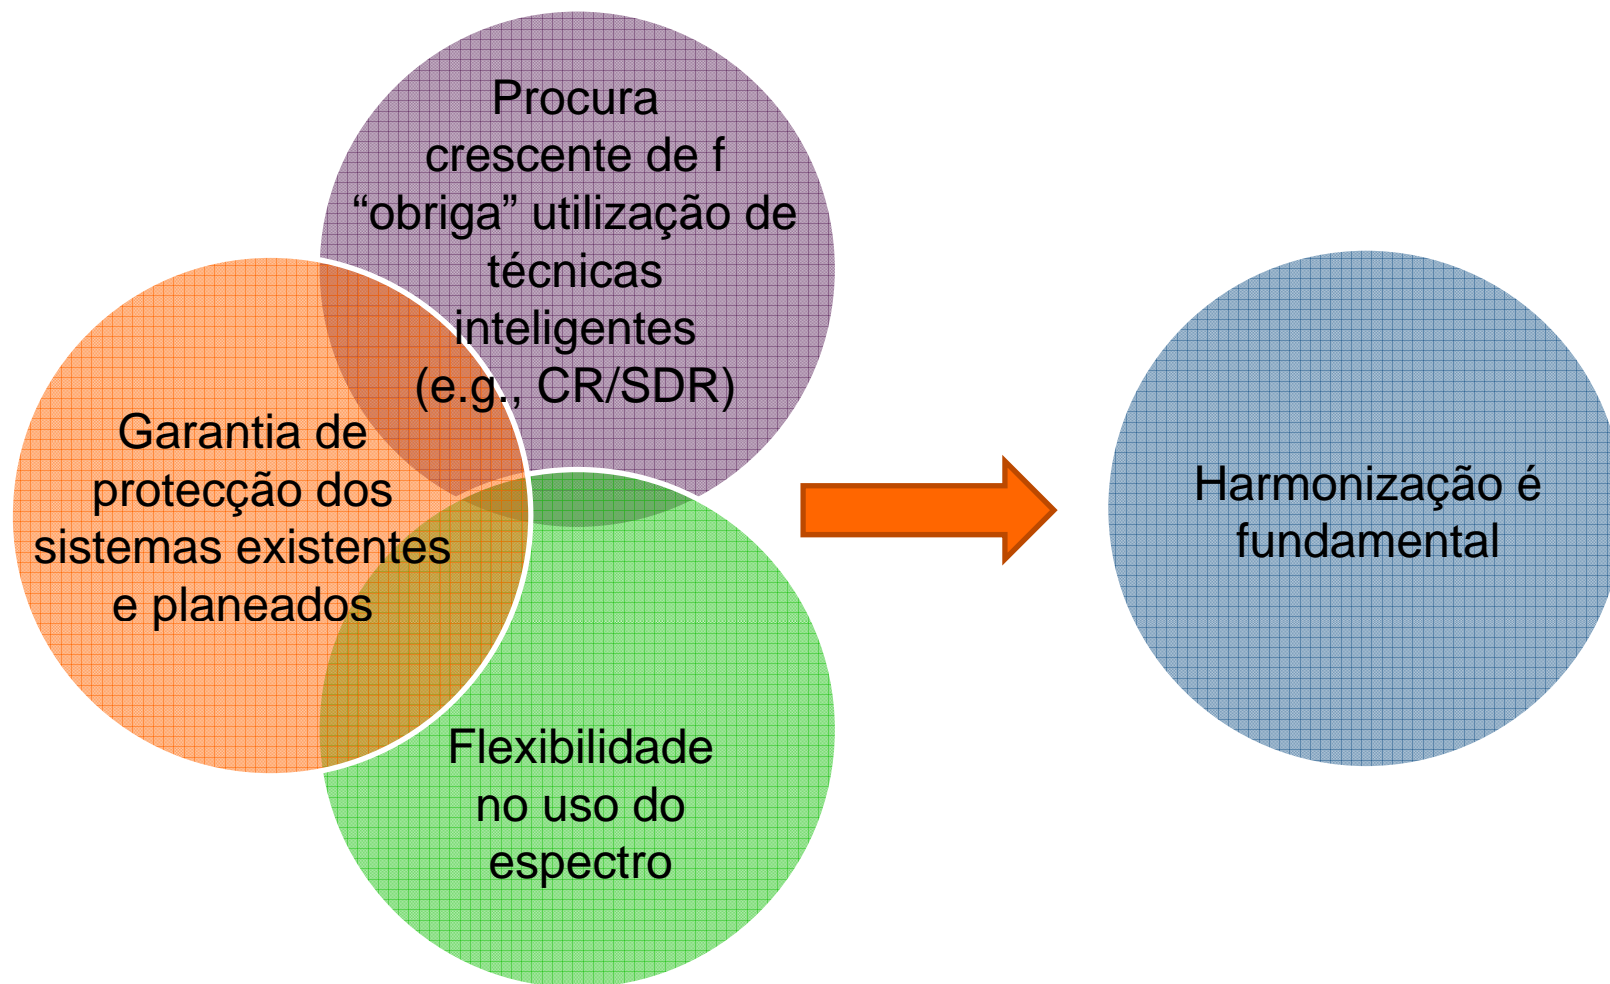 Procura
crescente de f
“obriga” utilização de
técnicas
inteligentes
(e.g., CR/SDR)
Garantia de
protecção dos
sistemas existentes
e planeados
Flexibilidade
no uso do
espectro
Harmonização é
fundamental